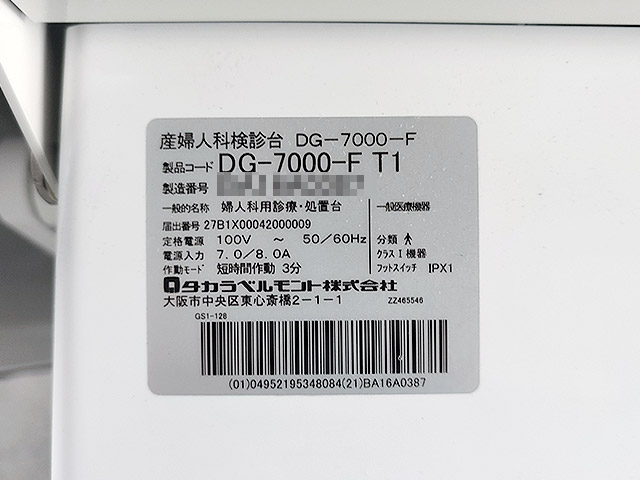 産婦人科検診台 DG-7000-F
製品コード DG-7000-F T1
製造番号
一般的名称 婦人科用診療・処置台 一般医療機器
届出番号 27B1X00042000009
定格電源 100V ～ 50/60Hz 分類
電源入力 7.0/8.0A クラスⅠ機器
作動モード 短時間作動 3分 フットスイッチ IPX1
タカラベルモント株式会社
大阪市中央区東心斎橋2-1-1 ZZ465546
GS1-128
(01)04952195348084(21)BA16A0387